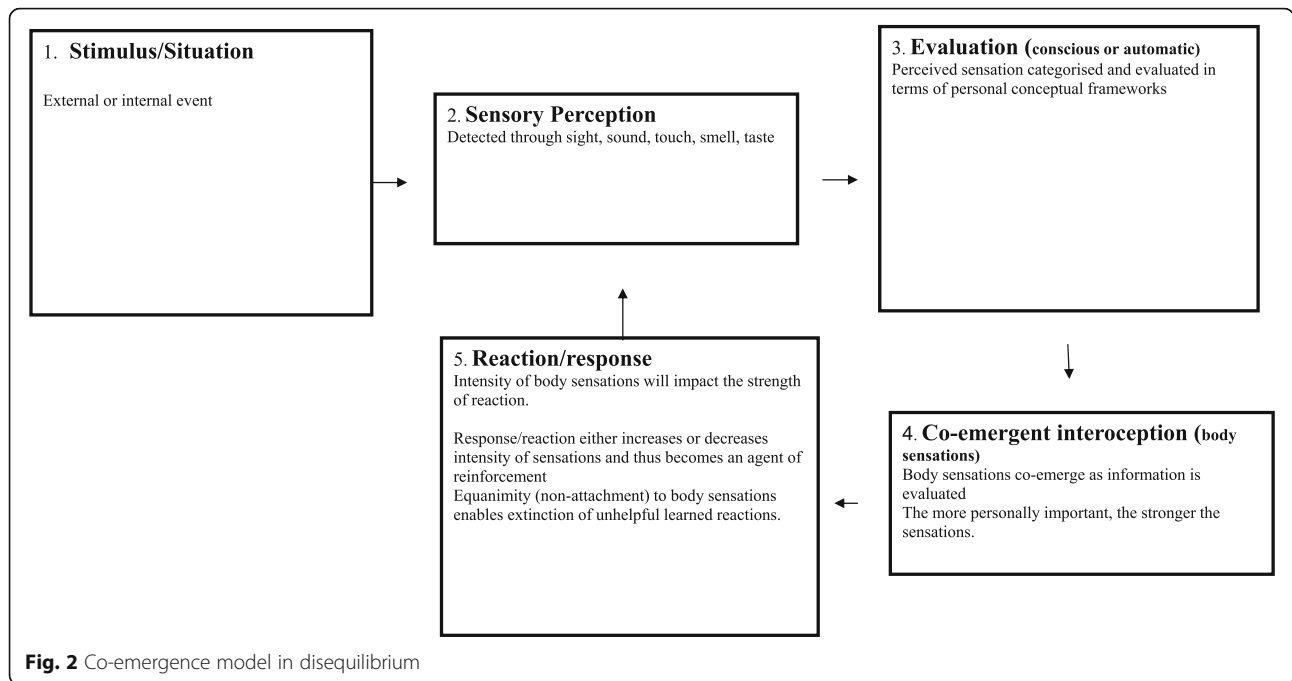 1. Stimulus/Situation
External or internal event
2. Sensory Perception
Detected through sight, sound, touch, smell, taste
3. Evaluation (conscious or automatic)
Perceived sensation categorised and evaluated in
terms of personal conceptual frameworks
4. Co-emergent interoception (body
sensations)
Body sensations co-emerge as information is
evaluated
The more personally important, the stronger the
sensations.
5. Reaction/response
Intensity of body sensations will impact the strength
of reaction.
Response/reaction either increases or decreases
intensity of sensations and thus becomes an agent of
reinforcement
Equanimity (non-attachment) to body sensations
enables extinction of unhelpful learned reactions.
Fig. 2 Co-emergence model in disequilibrium